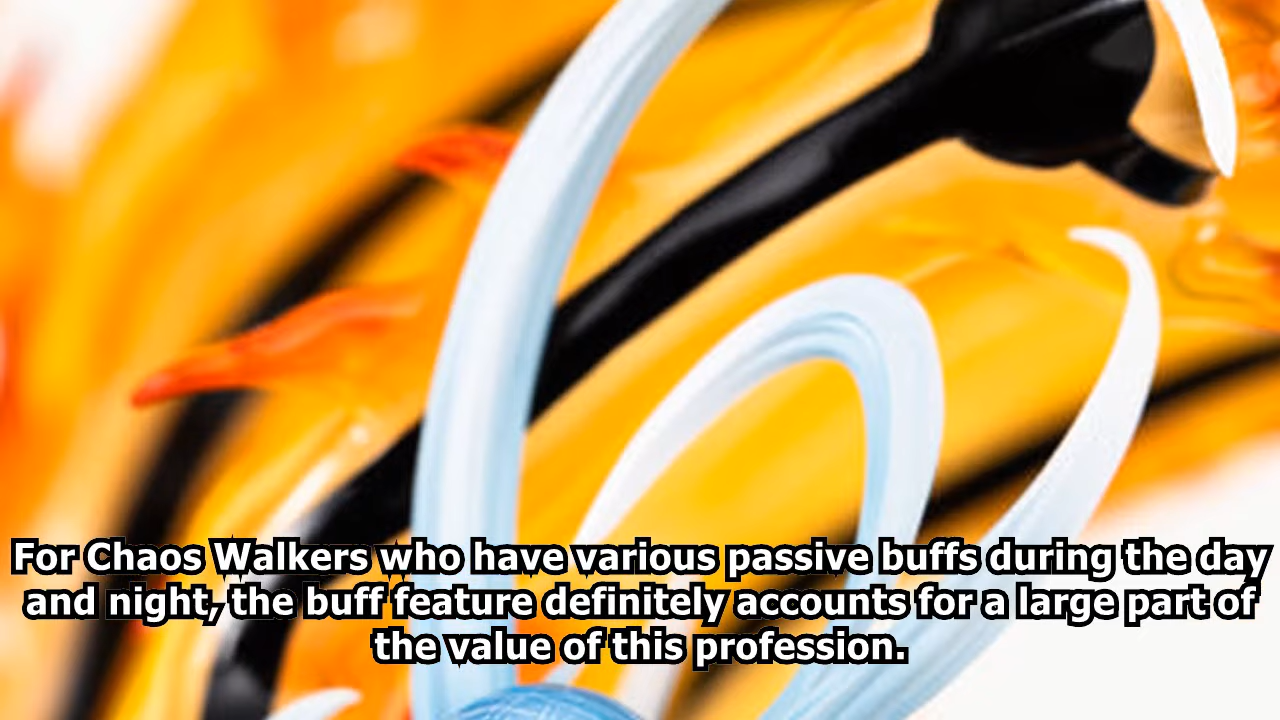 For Chaos Walkers who have various passive buffs during the day
and night, the buff feature definitely accounts for a large part of
the value of this profession.